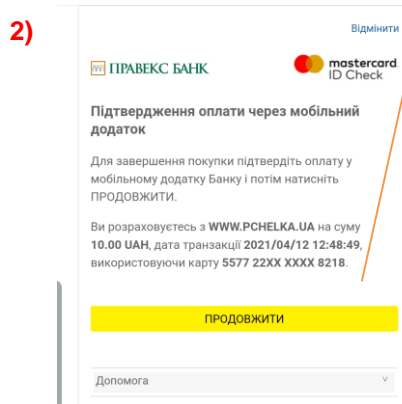 2)
Відмінити
ПРАВЕКС БАНК
mastercard.
ID Check
Підтвердження оплати через мобільний
додаток
Для завершення покупки підтвердіть оплату у
мобільному додатку Банку і потім натисніть
ПРОДОВЖИТИ.
Ви розраховуєтесь з WWW.PCHELKA.UA на суму
10.00 UAH, дата транзакції 2021/04/12 12:48:49,
використовуючи карту 5577 22XX XXXX 8218.
ПРОДОВЖИТИ
Допомога